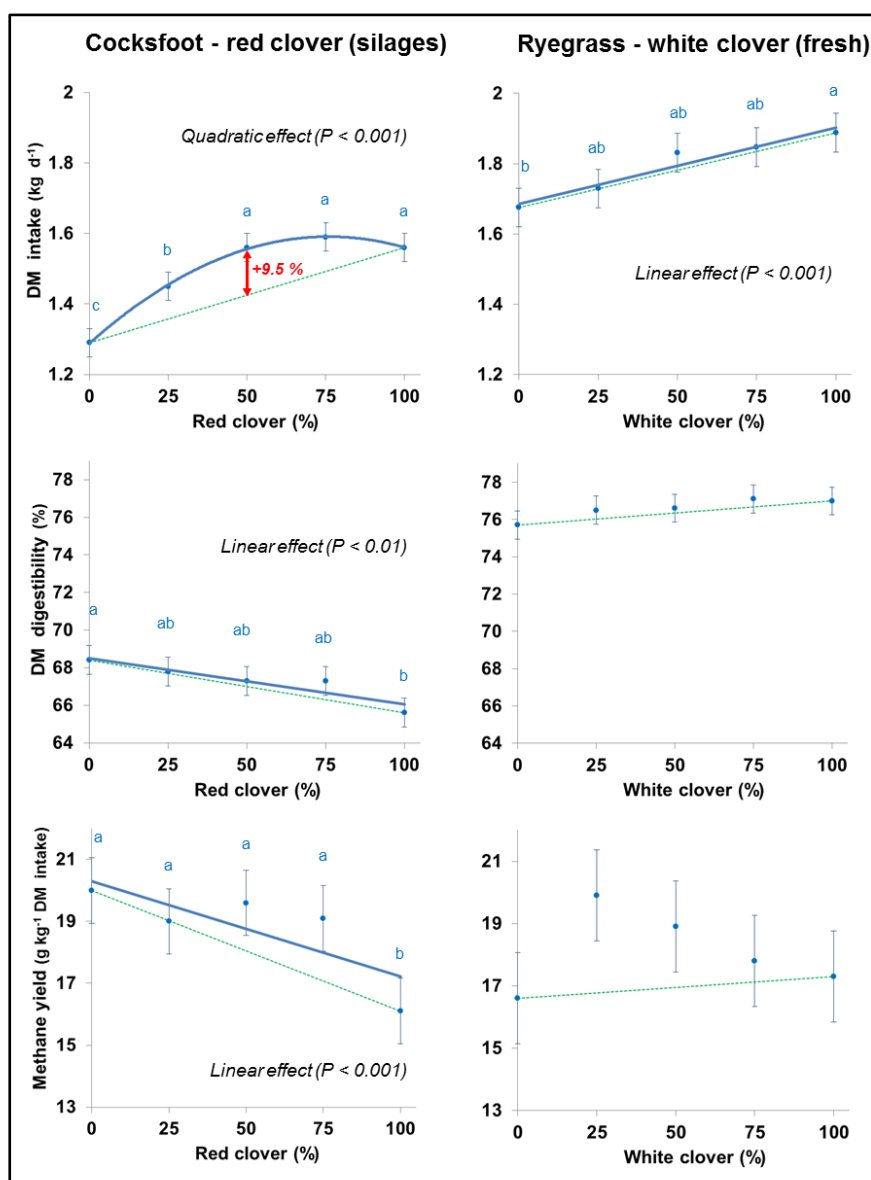 Cocksfoot - red clover (silages)
Ryegrass - white clover (fresh)
DM intake (kg d⁻¹)
2
1.8
1.6
1.4
1.2
Quadratic effect (P < 0.001)
c
b
a
a
a
+9.5 %
0
25
50
75
100
Red clover (%)
2
1.8
1.6
1.4
1.2
b
ab
ab
ab
a
Linear effect (P < 0.001)
0
25
50
75
100
White clover (%)
DM digestibility (%)
78
76
74
72
70
68
66
64
Linear effect (P < 0.01)
a
ab
ab
ab
b
0
25
50
75
100
Red clover (%)
78
76
74
72
70
68
66
64
0
25
50
75
100
White clover (%)
Methane yield (g kg⁻¹ DM intake)
21
19
17
15
13
a
a
a
a
b
Linear effect (P < 0.001)
0
25
50
75
100
Red clover (%)
21
19
17
15
13
0
25
50
75
100
White clover (%)